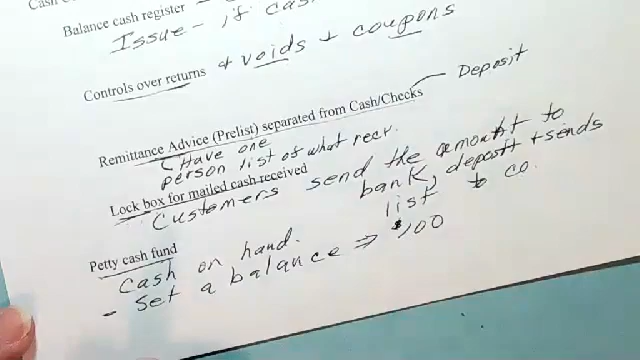 Cash
Balance cash register
Issue - if cas
Controls over returns + voids + coupons
Remittance Advice (Prelist) separated from Cash/Checks — Deposit
(Have one
person list of what recv.
Lock box for mailed cash received
Customers send the amount to
bank, deposit + sends
list to co.
Petty cash fund
Cash on hand.
- Set a balance ⇒ $100